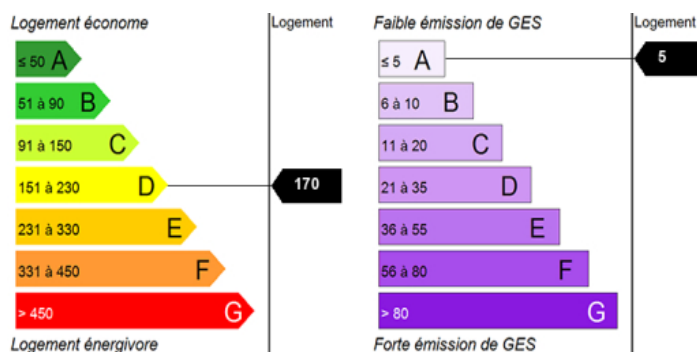 Logement économe
Logement
≤ 50 A
51 à 90 B
91 à 150 C
151 à 230 D
170
231 à 330 E
331 à 450 F
> 450 G
Logement énergivore
Faible émission de GES
Logement
≤ 5 A
5
6 à 10 B
11 à 20 C
21 à 35 D
36 à 55 E
56 à 80 F
> 80 G
Forte émission de GES